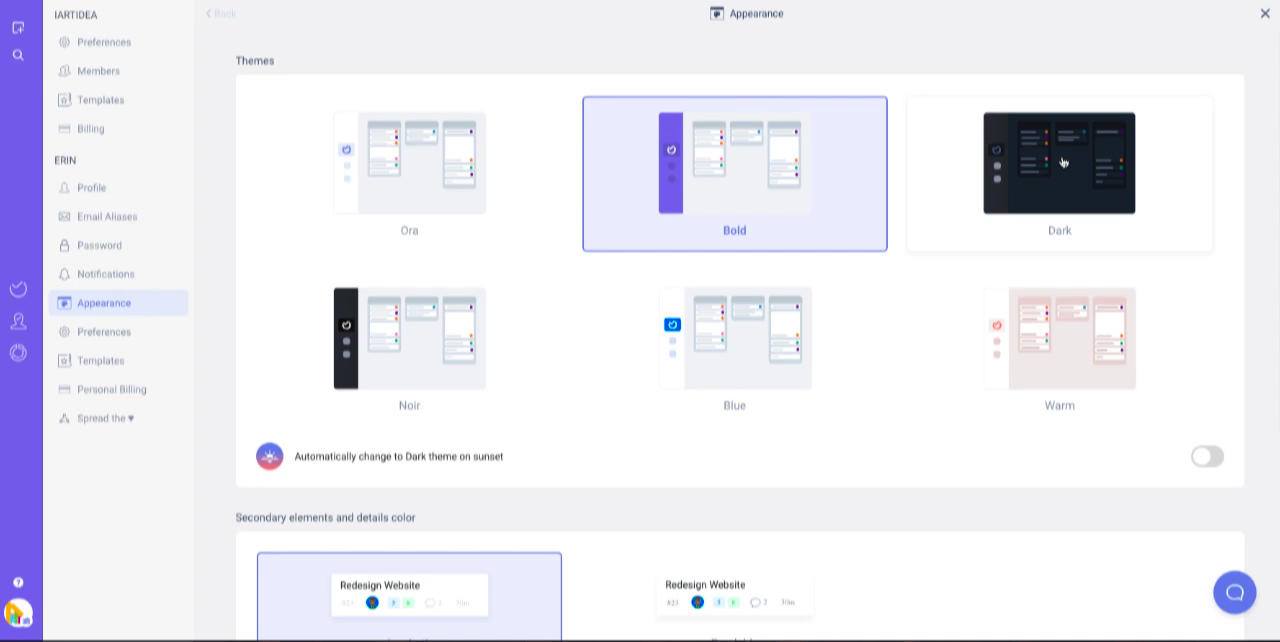 IARTIDEA
Preferences
Members
Templates
Billing
ERIN
Profile
Email Aliases
Password
Notifications
Appearance
Preferences
Templates
Personal Billing
Spread the ♥
Back
Appearance
Themes
Ora
Bold
Dark
Noir
Blue
Warm
Automatically change to Dark theme on sunset
Secondary elements and details color
Redesign Website
Redesign Website
#23